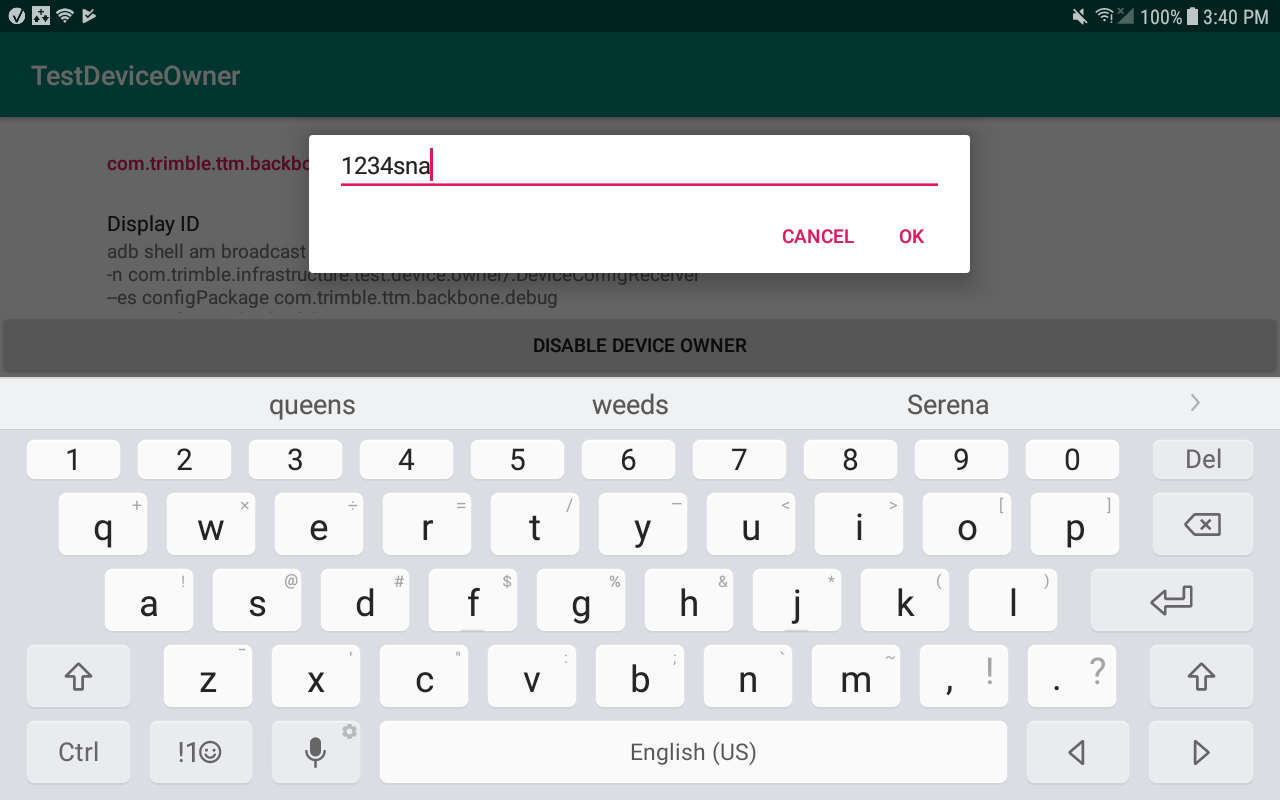 100% 3:40 PM
TestDeviceOwner
com.trimble.ttm.backbo
1234sna
CANCEL OK
Display ID
adb shell am broadcast
-n com.trimble.infrastructure.test.device.owner/.DeviceConfigReceiver
--es configPackage com.trimble.ttm.backbone.debug
DISABLE DEVICE OWNER
queens weeds Serena >
1 2 3 4 5 6 7 8 9 0 Del
q + w × e ÷ r = t / y – u < i > o [ p ]
a ! s @ d # f $ g % h & j * k ( l )
z - x ' c " v : b ; n ` m ~ , ! . ?
Ctrl !1☺ English (US)